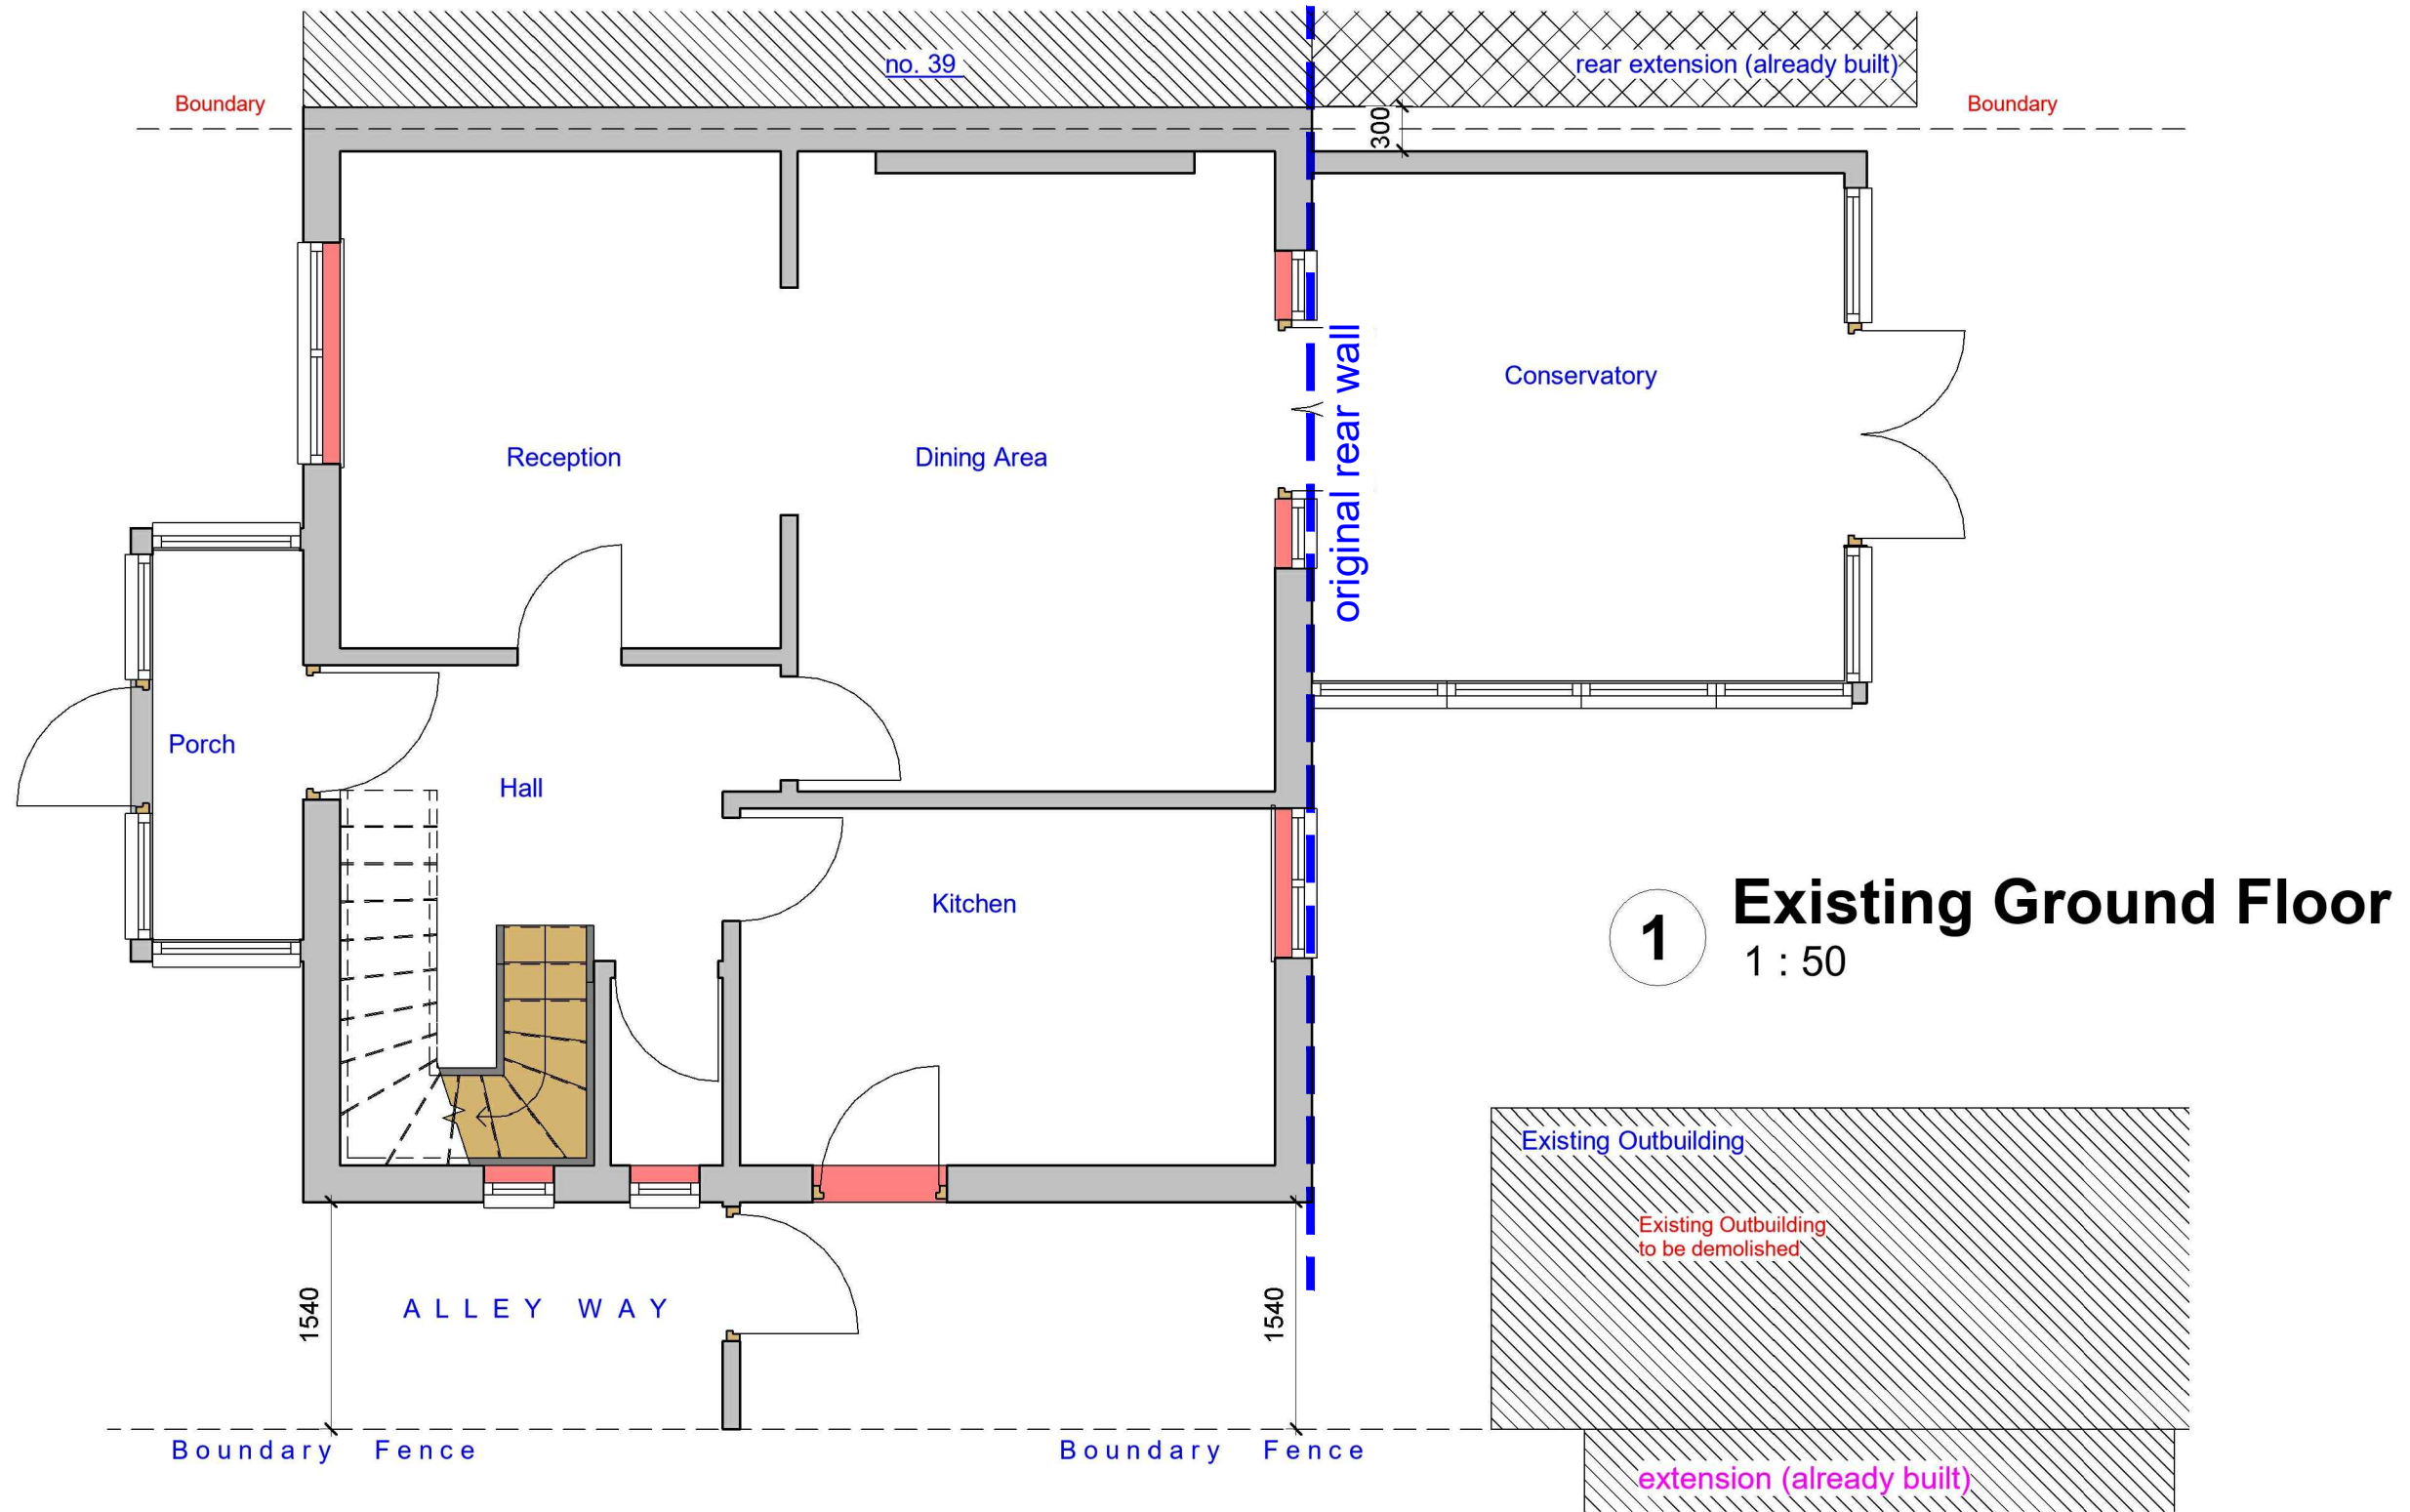 no. 39
rear extension (already built)
Boundary
Boundary
300
original rear wall
Conservatory
Reception
Dining Area
Porch
Hall
Kitchen
1
Existing Ground Floor
1 : 50
Existing Outbuilding
Existing Outbuilding
to be demolished
1540
ALLEY WAY
1540
Boundary Fence
Boundary Fence
extension (already built)